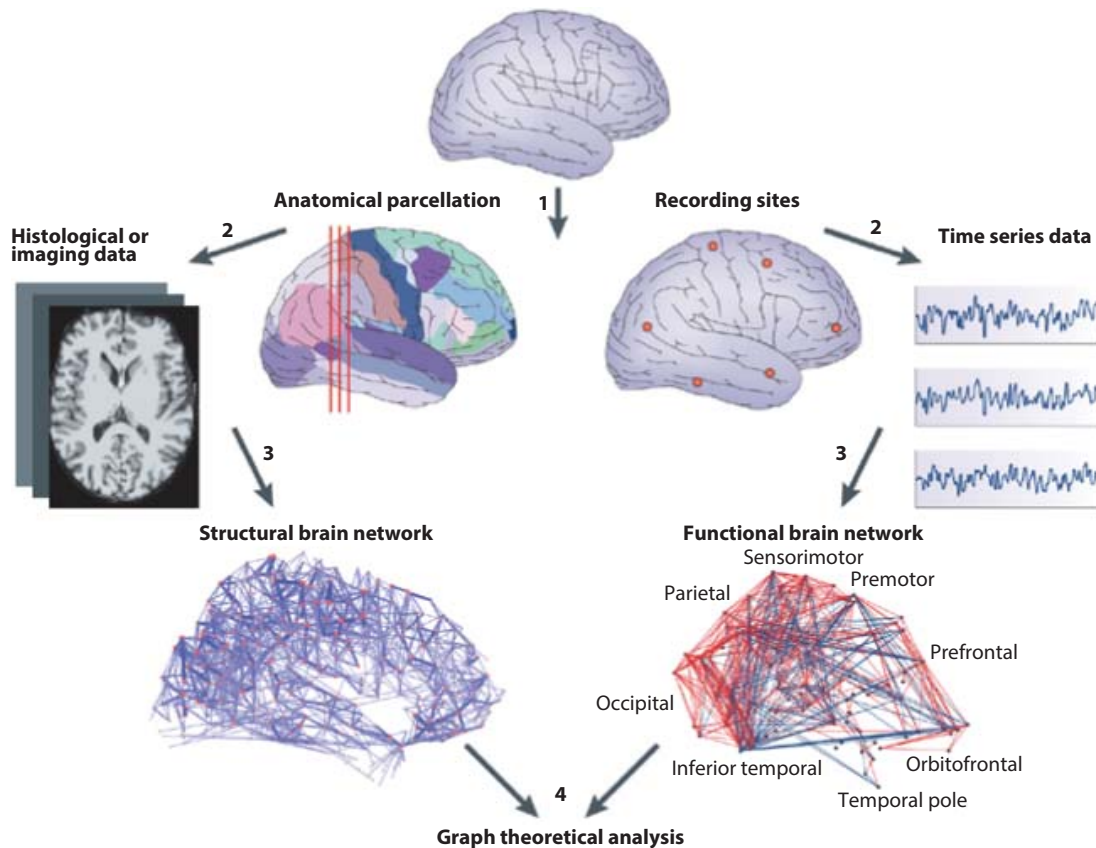 Anatomical parcellation
1
Recording sites
2
2
Histological or
imaging data
Time series data
3
3
Structural brain network
Functional brain network
Sensorimotor
Premotor
Parietal
Prefrontal
Occipital
Inferior temporal
Orbitofrontal
Temporal pole
4
Graph theoretical analysis